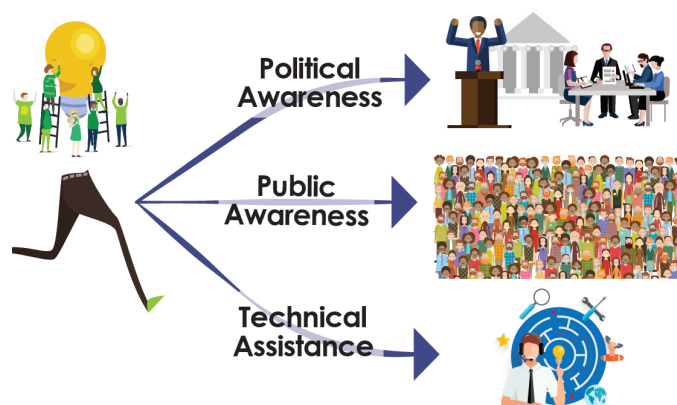 Political
Awareness
Public
Awareness
Technical
Assistance